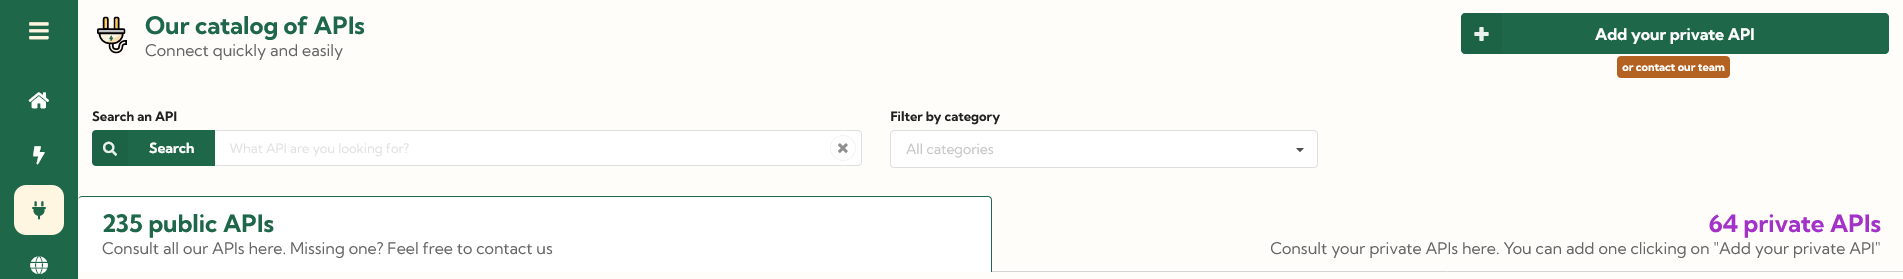 Our catalog of APIs
Connect quickly and easily
Add your private API
or contact our team
Search an API
Search
What API are you looking for?
Filter by category
All categories
235 public APIs
Consult all our APIs here. Missing one? Feel free to contact us
64 private APIs
Consult your private APIs here. You can add one clicking on "Add your private API"